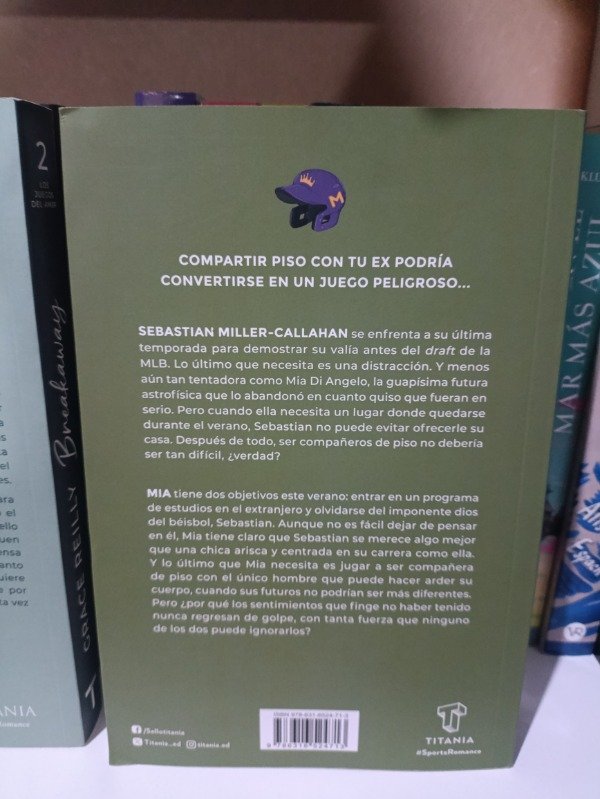 COMPARTIR PISO CON TU EX PODRÍA
CONVERTIRSE EN UN JUEGO PELIGROSO...
SEBASTIAN MILLER-CALLAHAN se enfrenta a su última
temporada para demostrar su valía antes del draft de la
MLB. Lo último que necesita es una distracción. Y menos
aún tan tentadora como Mia Di Angelo, la guapísima futura
astrofísica que lo abandonó en cuanto quiso que fueran en
serio. Pero cuando ella necesita un lugar donde quedarse
durante el verano, Sebastian no puede evitar ofrecerle su
casa. Después de todo, ser compañeros de piso no debería
ser tan difícil, ¿verdad?
MIA tiene dos objetivos este verano: entrar en un programa
de estudios en el extranjero y olvidarse del imponente dios
del béisbol, Sebastian. Aunque no es fácil dejar de pensar
en él, Mia tiene claro que Sebastian se merece algo mejor
que una chica arisca y centrada en su carrera como ella.
Y lo último que Mia necesita es jugar a ser compañera
de piso con el único hombre que puede hacer arder su
cuerpo, cuando sus futuros no podrían ser más diferentes.
Pero ¿por qué los sentimientos que finge no haber tenido
nunca regresan de golpe, con tanta fuerza que ninguno
de los dos puede ignorarlos?
/Sellotitania
Titania_ed
titania.ed
TITANIA
#SportsRomance
M
2
LOS
JUEGOS
DEL AMOR
Breakaway
GRACE REILLY
T
MAR MÁS AZUL